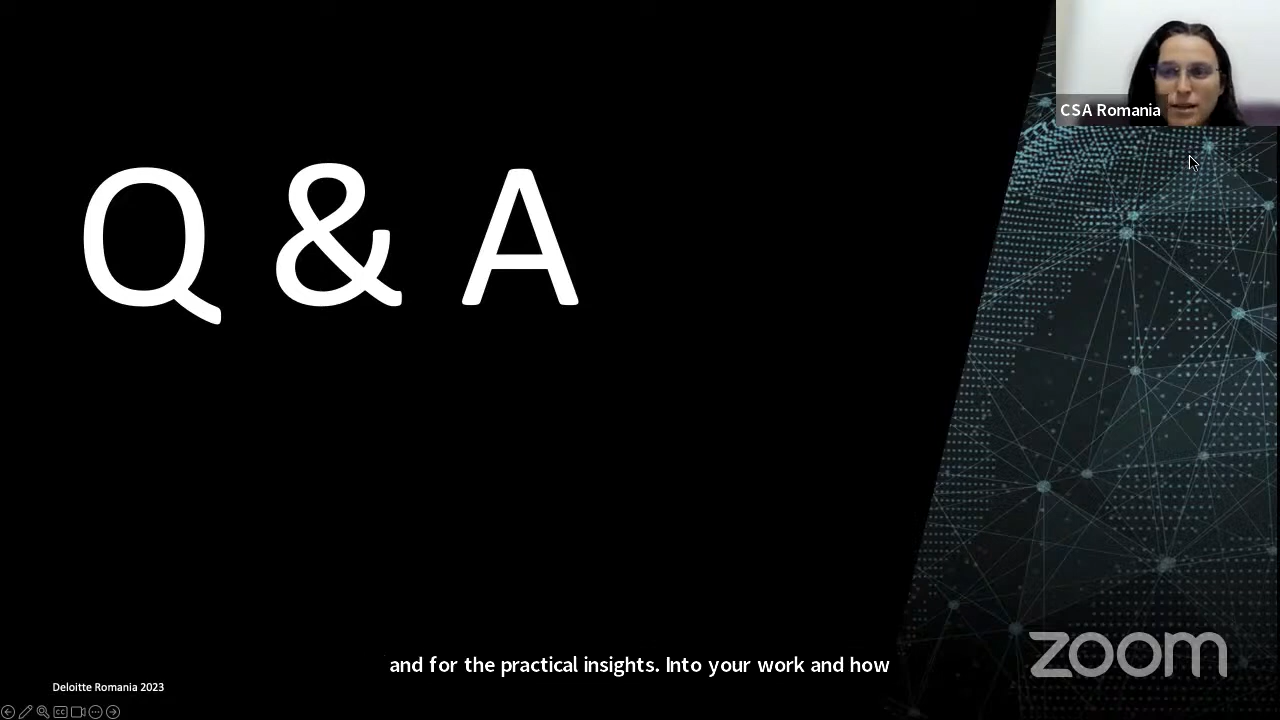 CSA Romania
Q & A
and for the practical insights. Into your work and how
zoom
Deloitte Romania 2023